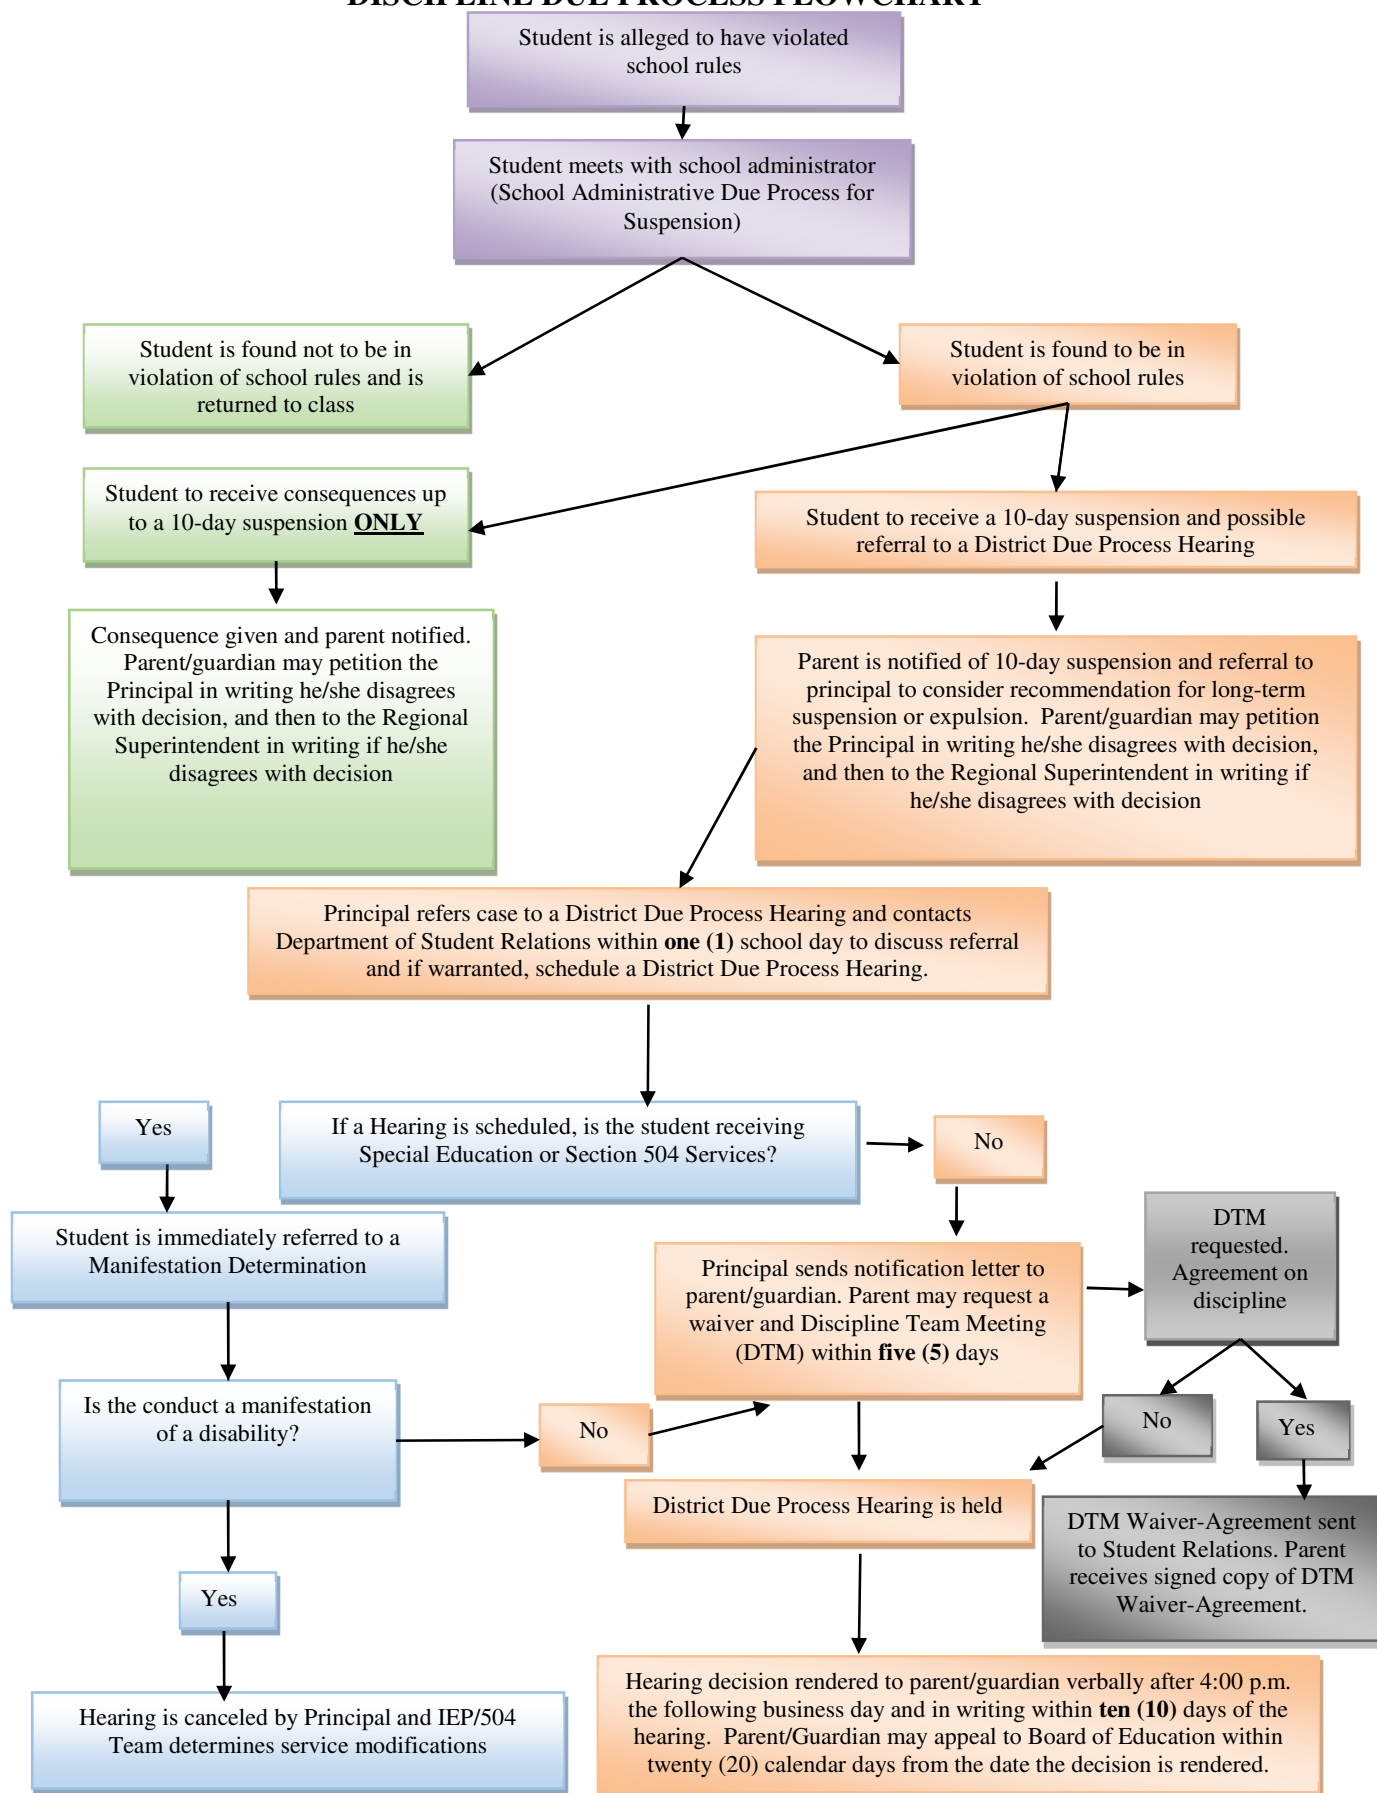 DISCIPLINE DUE PROCESS FLOWCHART
Student is alleged to have violated
school rules
Student meets with school administrator
(School Administrative Due Process for
Suspension)
Student is found not to be in
violation of school rules and is
returned to class
Student is found to be in
violation of school rules
Student to receive consequences up
to a 10-day suspension ONLY
Student to receive a 10-day suspension and possible
referral to a District Due Process Hearing
Consequence given and parent notified.
Parent/guardian may petition the
Principal in writing he/she disagrees
with decision, and then to the Regional
Superintendent in writing if he/she
disagrees with decision
Parent is notified of 10-day suspension and referral to
principal to consider recommendation for long-term
suspension or expulsion.  Parent/guardian may petition
the Principal in writing he/she disagrees with decision,
and then to the Regional Superintendent in writing if
he/she disagrees with decision
Principal refers case to a District Due Process Hearing and contacts
Department of Student Relations within one (1) school day to discuss referral
and if warranted, schedule a District Due Process Hearing.
Yes
If a Hearing is scheduled, is the student receiving
Special Education or Section 504 Services?
No
Student is immediately referred to a
Manifestation Determination
Principal sends notification letter to
parent/guardian. Parent may request a
waiver and Discipline Team Meeting
(DTM) within five (5) days
DTM
requested.
Agreement on
discipline
Is the conduct a manifestation
of a disability?
No
No
Yes
District Due Process Hearing is held
DTM Waiver-Agreement sent
to Student Relations. Parent
receives signed copy of DTM
Waiver-Agreement.
Yes
Hearing is canceled by Principal and IEP/504
Team determines service modifications
Hearing decision rendered to parent/guardian verbally after 4:00 p.m.
the following business day and in writing within ten (10) days of the
hearing.  Parent/Guardian may appeal to Board of Education within
twenty (20) calendar days from the date the decision is rendered.